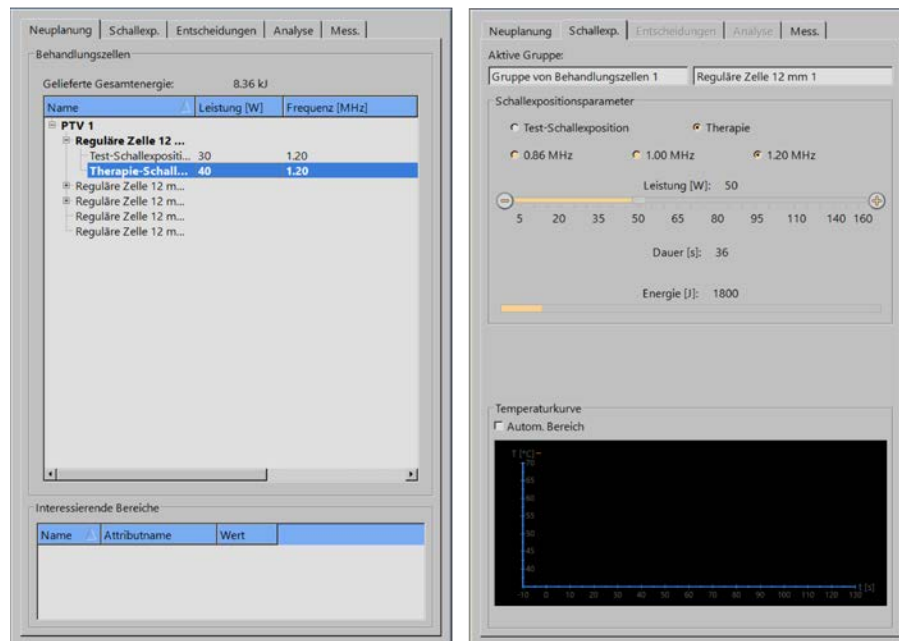 Neuplanung Schallexp. Entscheidungen Analyse Mess.
Behandlungszellen
Gelieferte Gesamtenergie: 8.36 kJ
Name Leistung [W] Frequenz [MHz]
PTV 1
Reguläre Zelle 12 ...
Test-Schallexpositi... 30 1.20
Therapie-Schall... 40 1.20
Reguläre Zelle 12 m...
Reguläre Zelle 12 m...
Reguläre Zelle 12 m...
Reguläre Zelle 12 m...
Interessierende Bereiche
Name Attributname Wert
Neuplanung Schallexp. Entscheidungen Analyse Mess.
Aktive Gruppe:
Gruppe von Behandlungszellen 1 Reguläre Zelle 12 mm 1
Schallexpositionsparameter
Test-Schallexposition Therapie
0.86 MHz 1.00 MHz 1.20 MHz
Leistung [W]: 50
5 20 35 50 65 80 95 110 140 160
Dauer [s]: 36
Energie [J]: 1800
Temperaturkurve
Autom. Bereich
T [°C]
70
65
60
55
50
45
40
-10 0 10 20 30 40 50 60 70 80 90 100 110 120 130 t [s]